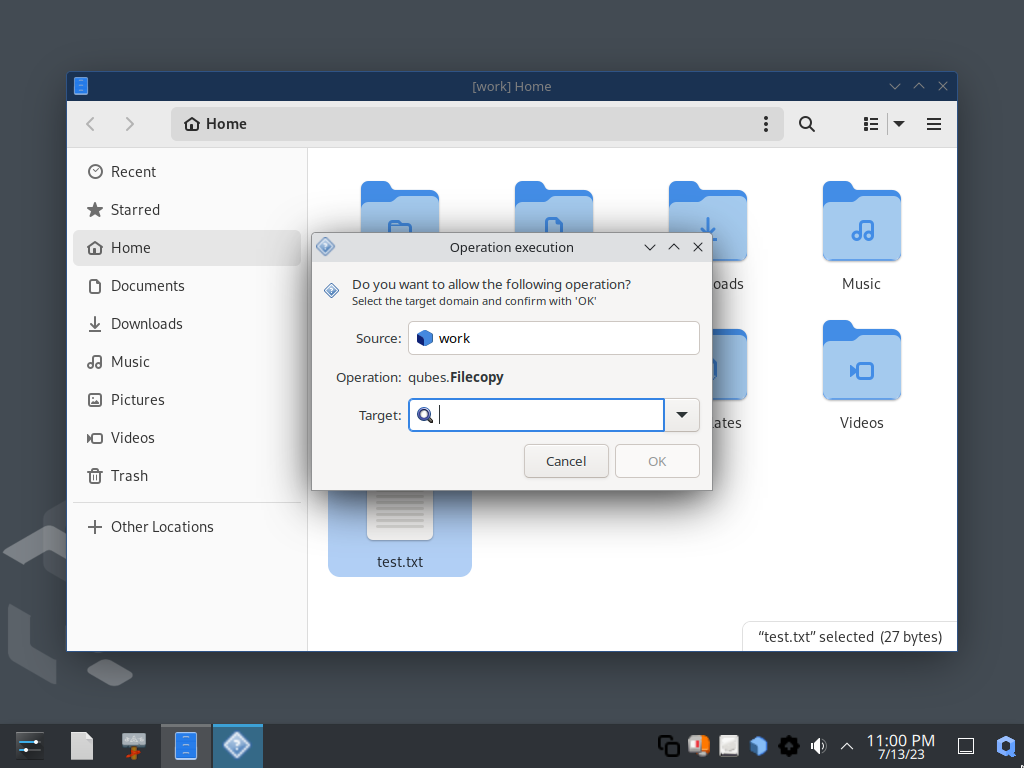 [work] Home
Home
Recent
Starred
Home
Documents
Downloads
Music
Pictures
Videos
Trash
Other Locations
Music
Videos
Operation execution
Do you want to allow the following operation?
Select the target domain and confirm with 'OK'
Source: work
Operation: qubes.Filecopy
Target:
Cancel OK
test.txt
“test.txt” selected (27 bytes)
11:00 PM
7/13/23